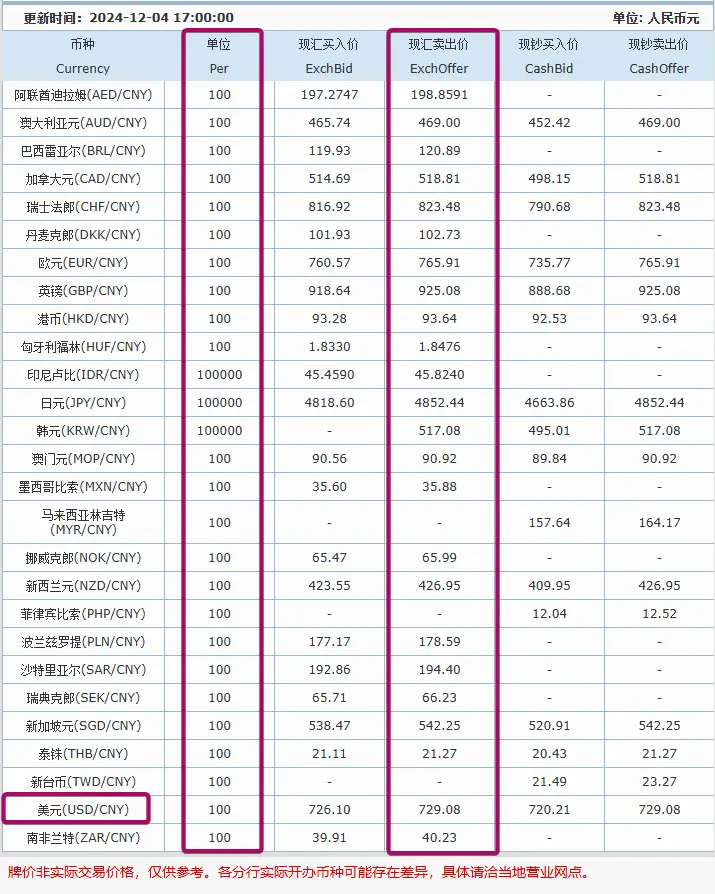 更新时间：2024-12-04 17:00:00 单位: 人民币元
币种 单位 现汇买入价 现汇卖出价 现钞买入价 现钞卖出价
Currency Per ExchBid ExchOffer CashBid CashOffer
阿联酋迪拉姆(AED/CNY) 100 197.2747 198.8591 - -
澳大利亚元(AUD/CNY) 100 465.74 469.00 452.42 469.00
巴西雷亚尔(BRL/CNY) 100 119.93 120.89 - -
加拿大元(CAD/CNY) 100 514.69 518.81 498.15 518.81
瑞士法郎(CHF/CNY) 100 816.92 823.48 790.68 823.48
丹麦克郎(DKK/CNY) 100 101.93 102.73 - -
欧元(EUR/CNY) 100 760.57 765.91 735.77 765.91
英镑(GBP/CNY) 100 918.64 925.08 888.68 925.08
港币(HKD/CNY) 100 93.28 93.64 92.53 93.64
匈牙利福林(HUF/CNY) 100 1.8330 1.8476 - -
印尼卢比(IDR/CNY) 100000 45.4590 45.8240 - -
日元(JPY/CNY) 100000 4818.60 4852.44 4663.86 4852.44
韩元(KRW/CNY) 100000 - 517.08 495.01 517.08
澳门元(MOP/CNY) 100 90.56 90.92 89.84 90.92
墨西哥比索(MXN/CNY) 100 35.60 35.88 - -
马来西亚林吉特
(MYR/CNY) 100 - - 157.64 164.17
挪威克郎(NOK/CNY) 100 65.47 65.99 - -
新西兰元(NZD/CNY) 100 423.55 426.95 409.95 426.95
菲律宾比索(PHP/CNY) 100 - - 12.04 12.52
波兰兹罗提(PLN/CNY) 100 177.17 178.59 - -
沙特里亚尔(SAR/CNY) 100 192.86 194.40 - -
瑞典克郎(SEK/CNY) 100 65.71 66.23 - -
新加坡元(SGD/CNY) 100 538.47 542.25 520.91 542.25
泰铢(THB/CNY) 100 21.11 21.27 20.43 21.27
新台币(TWD/CNY) 100 - - 21.49 23.27
美元(USD/CNY) 100 726.10 729.08 720.21 729.08
南非兰特(ZAR/CNY) 100 39.91 40.23 - -
牌价非实际交易价格，仅供参考。各分行实际开办币种可能存在差异，具体请洽当地营业网点。